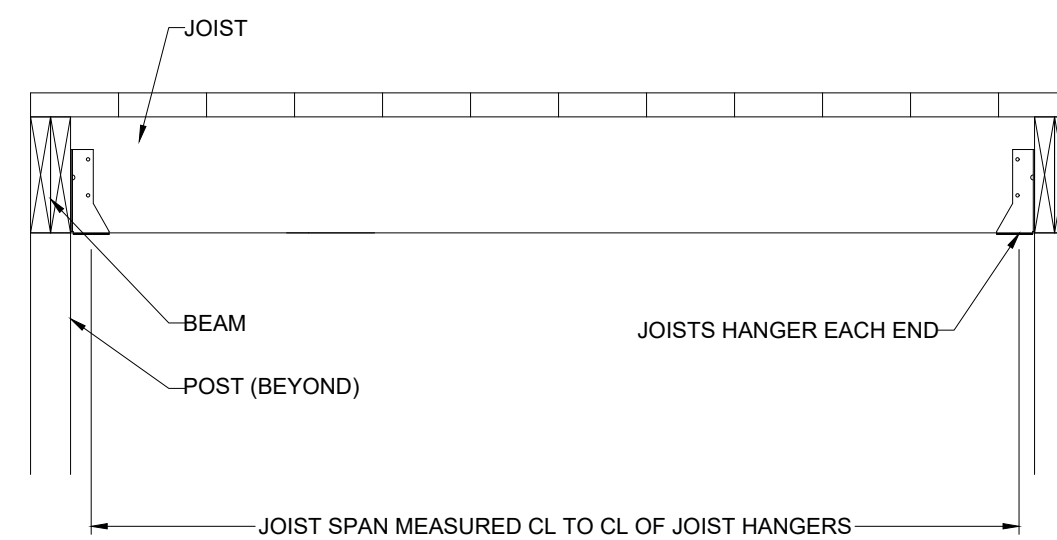 JOIST
BEAM
JOISTS HANGER EACH END
POST (BEYOND)
JOIST SPAN MEASURED CL TO CL OF JOIST HANGERS